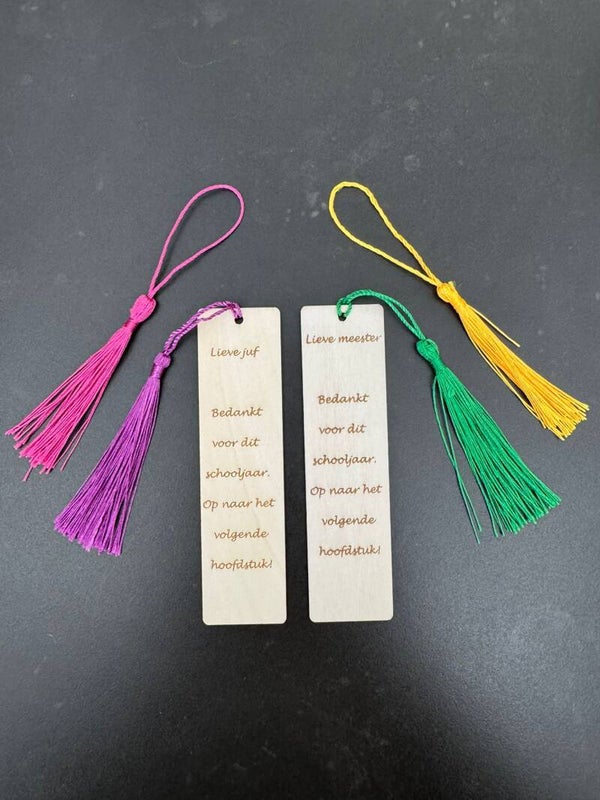 Lieve juf
Bedankt
voor dit
schooljaar.
Op naar het
volgende
hoofdstuk!
Lieve meester
Bedankt
voor dit
schooljaar.
Op naar het
volgende
hoofdstuk!